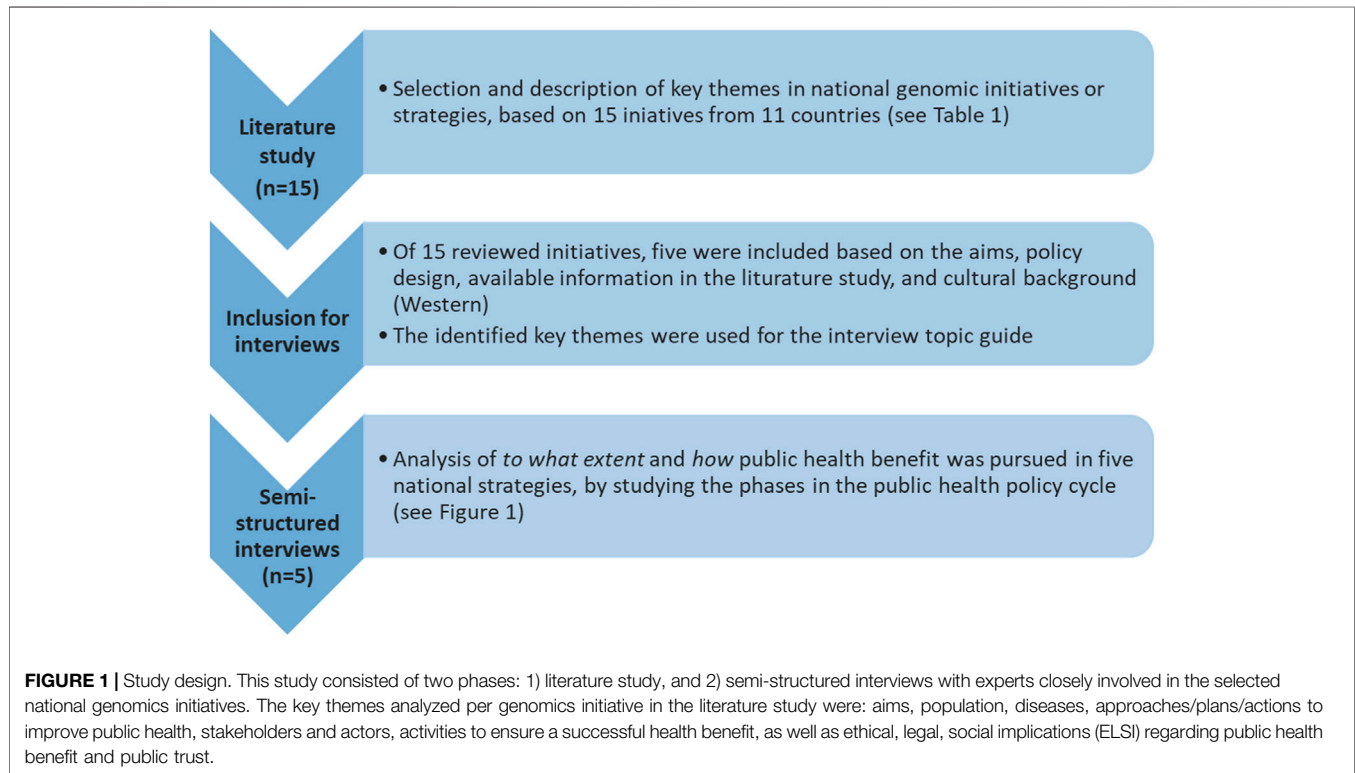 Literature
study
(n=15)
• Selection and description of key themes in national genomic initiatives or
strategies, based on 15 iniatives from 11 countries (see Table 1)
Inclusion for
interviews
• Of 15 reviewed initiatives, five were included based on the aims, policy
design, available information in the liturature study, and cultural background
(Western)
• The identified key themes were used for the interview topic guide
Semi-
structured
interviews
(n=5)
• Analysis of to what extent and how public health benefit was pursued in five
national strategies, by studying the phases in the public health policy cycle
(see Figure 1)
FIGURE 1 | Study design. This study consisted of two phases: 1) literature study, and 2) semi-structured interviews with experts closely involved in the selected
national genomics initiatives. The key themes analyzed per genomics initiative in the literature study were: aims, population, diseases, approaches/plans/actions to
improve public health, stakeholders and actors, activities to ensure a successful health benefit, as well as ethical, legal, social implications (ELSI) regarding public health
benefit and public trust.